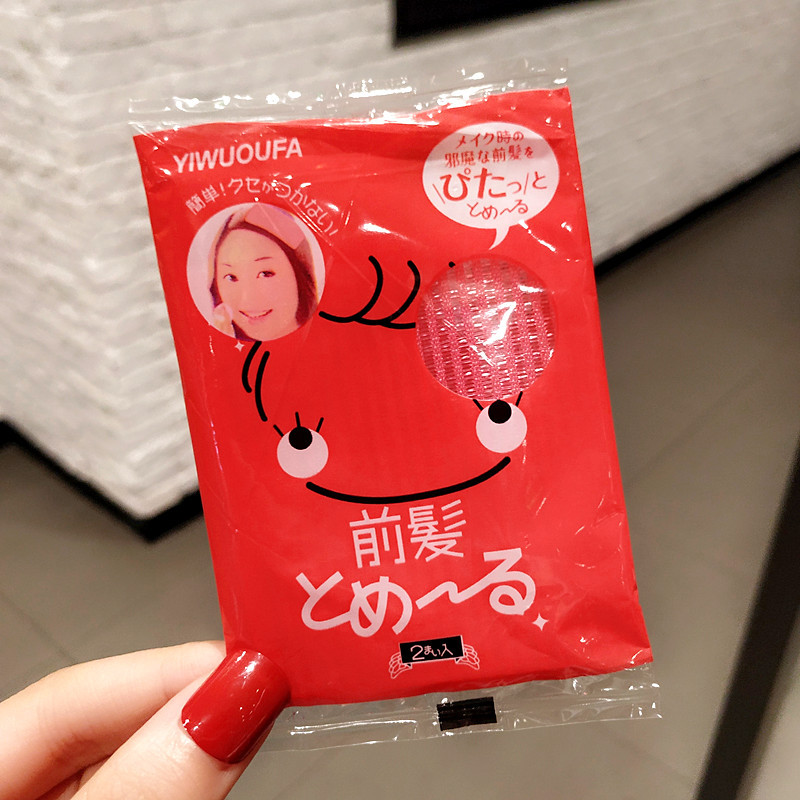 YIWUOUFA
簡単!クセがつかない!
メイク時の
邪魔な前髪を
ぴたっと
とめ〜る
前髪
とめ〜る
2まい入